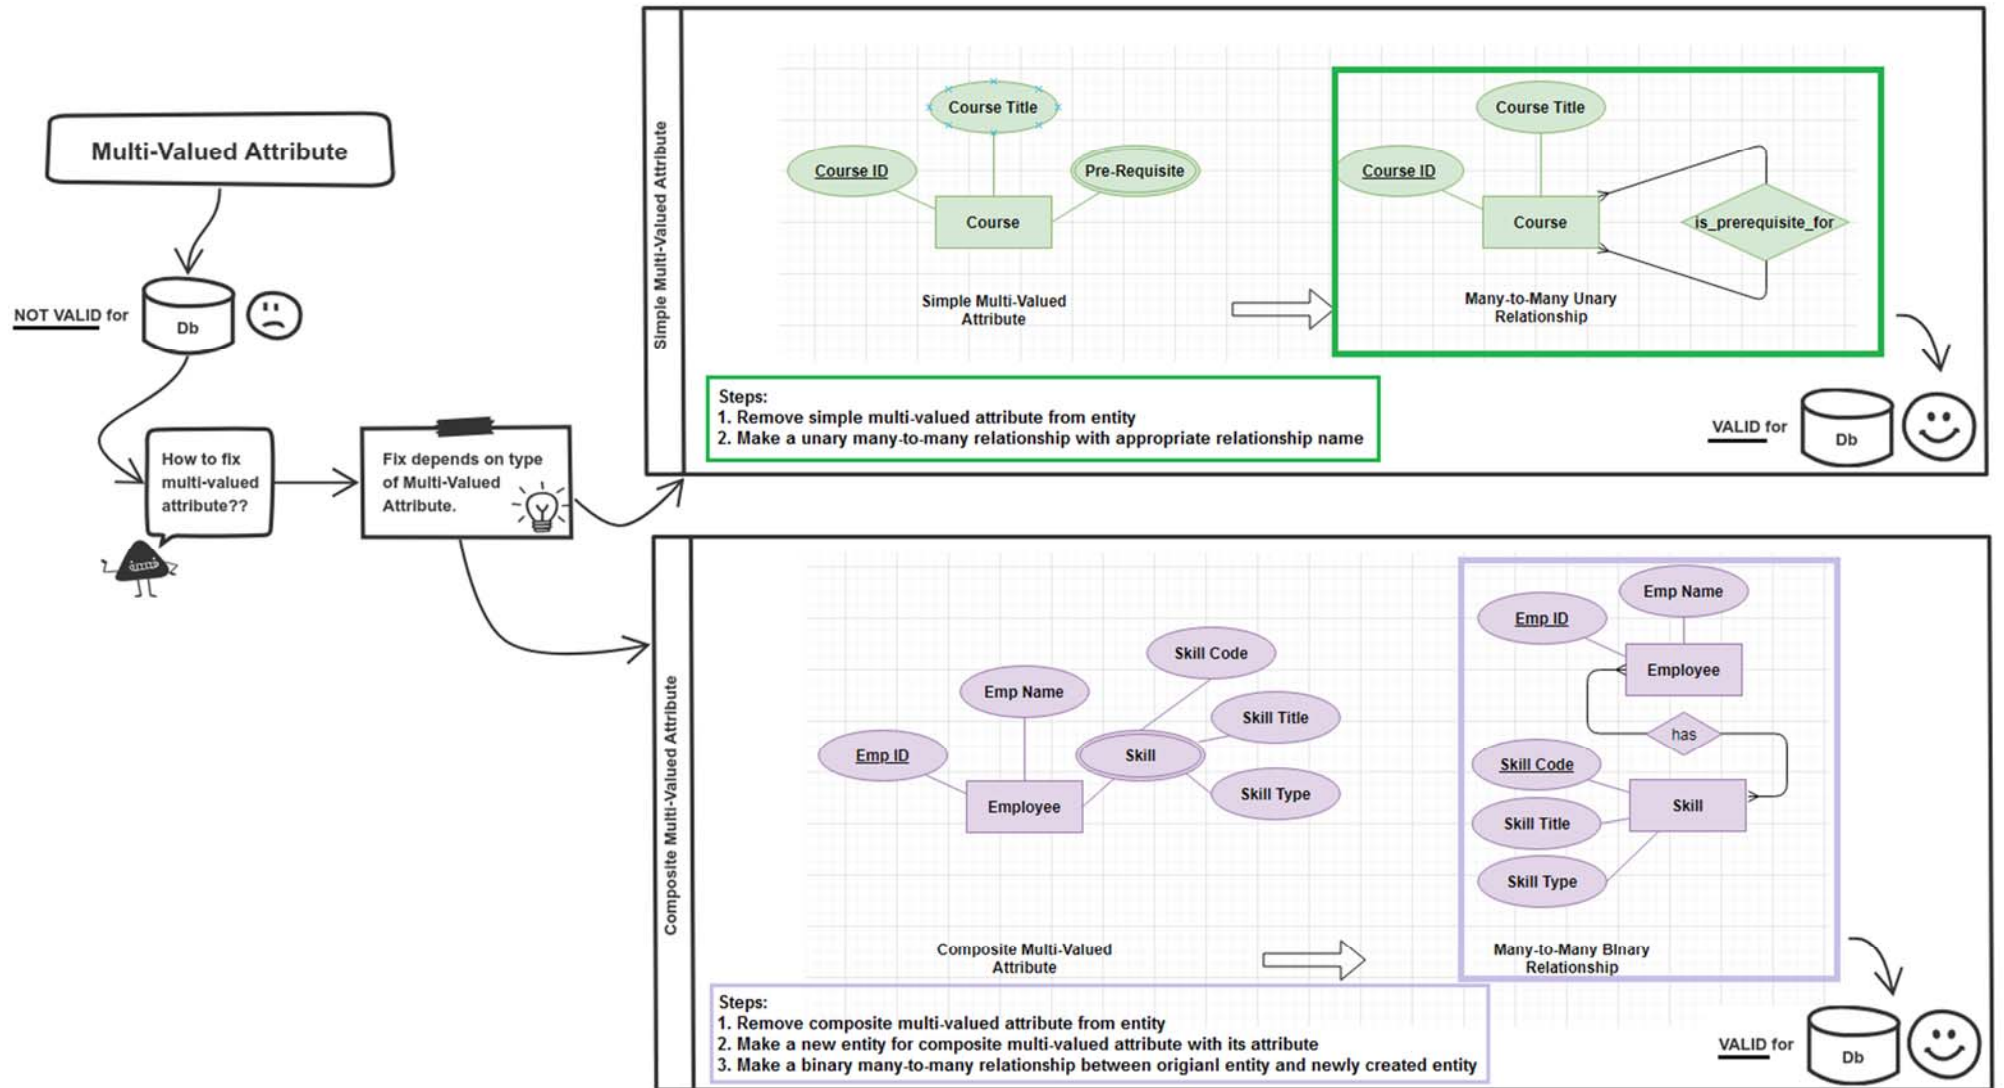 Multi-Valued Attribute
NOT VALID for
Db
How to fix
multi-valued
attribute??
Fix depends on type
of Multi-Valued
Attribute.
Simple Multi-Valued Attribute
Course Title
Course ID
Pre-Requisite
Course
Simple Multi-Valued
Attribute
Course Title
Course ID
Course
is_prerequisite_for
Many-to-Many Unary
Relationship
Steps:
1. Remove simple multi-valued attribute from entity
2. Make a unary many-to-many relationship with appropriate relationship name
VALID for
Db
Composite Multi-Valued Attribute
Skill Code
Emp Name
Skill Title
Emp ID
Skill
Skill Type
Employee
Composite Multi-Valued
Attribute
Emp Name
Emp ID
Employee
has
Skill Code
Skill
Skill Title
Skill Type
Many-to-Many BInary
Relationship
Steps:
1. Remove composite multi-valued attribute from entity
2. Make a new entity for composite multi-valued attribute with its attribute
3. Make a binary many-to-many relationship between origianl entity and newly created entity
VALID for
Db